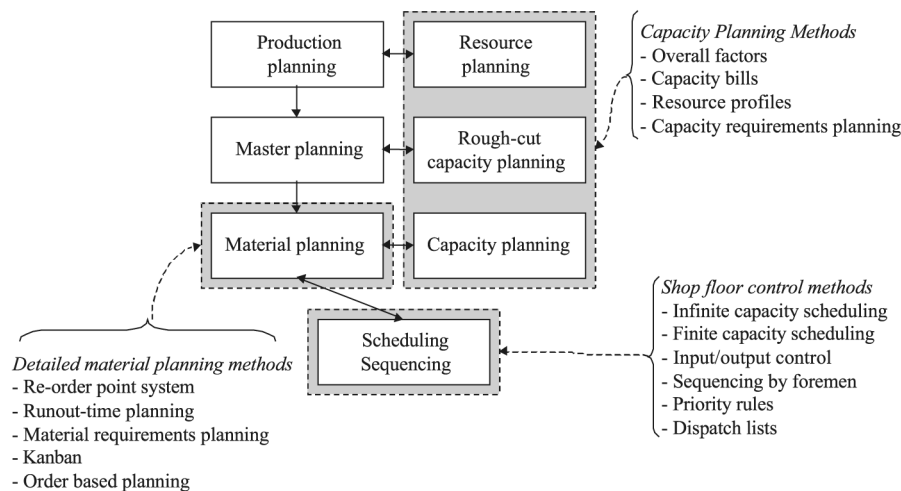 Production
planning
Resource
planning
Capacity Planning Methods
- Overall factors
- Capacity bills
- Resource profiles
- Capacity requirements planning
Master planning
Rough-cut
capacity planning
Material planning
Capacity planning
Scheduling
Sequencing
Shop floor control methods
- Infinite capacity scheduling
- Finite capacity scheduling
- Input/output control
- Sequencing by foremen
- Priority rules
- Dispatch lists
Detailed material planning methods
- Re-order point system
- Runout-time planning
- Material requirements planning
- Kanban
- Order based planning